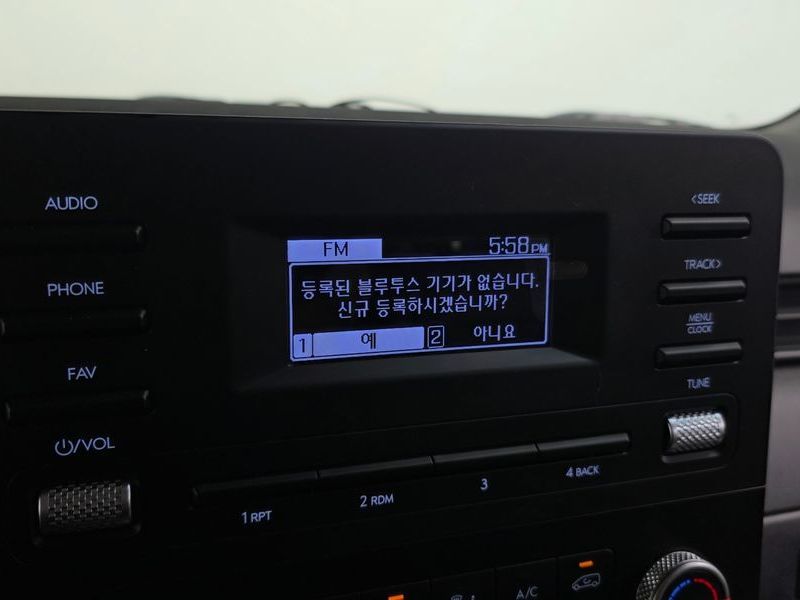 AUDIO
PHONE
FAV
⏻/VOL
FM
5:58 PM
등록된 블루투스 기기가 없습니다.
신규 등록하시겠습니까?
1 예 2 아니요
<SEEK
TRACK>
MENU
CLOCK
TUNE
1 RPT
2 RDM
3
4 BACK
A/C